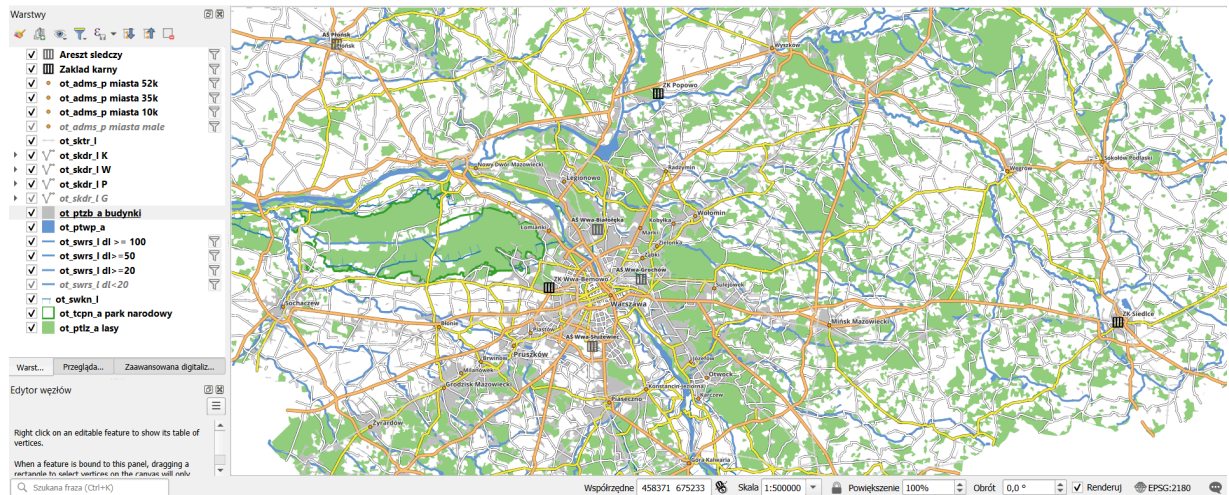 Warstwy
Areszt sledczy
Zaklad karny
ot_adms_p miasta 52k
ot_adms_p miasta 35k
ot_adms_p miasta 10k
ot_adms_p miasta male
ot_sktr_l
ot_skdr_l K
ot_skdr_l W
ot_skdr_l P
ot_skdr_l G
ot_ptzb_a budynki
ot_ptwp_a
ot_swrs_l dl >= 100
ot_swrs_l dl>=50
ot_swrs_l dl>=20
ot_swrs_l dl<20
ot_swkn_l
ot_tcpn_a park narodowy
ot_ptlz_a lasy
Warst...
Przegląda...
Zaawansowana digitaliz...
Edytor węzłów
Right click on an editable feature to show its table of
vertices.
When a feature is bound to this panel, dragging a
rectangle to select vertices on the canvas will only
AŚ Płońsk
Płońsk
Wyszków
ZK Popowo
Nowy Dwór Mazowiecki
Legionowo
Radzymin
Węgrów
Sokołów Podlaski
AŚ Wwa-Białołęka
Łomianki
Kobyłka
Wołomin
Marki
Zielonka
Ząbki
AŚ Wwa-Grochów
ZK Wwa-Bemowo
Sulejówek
Warszawa
Sochaczew
Błonie
Piastów
AŚ Wwa-Służewiec
Mińsk Mazowiecki
ZK Siedlce
Pruszków
Brwinów
Milanówek
Grodzisk Mazowiecki
Józefów
Otwock
Konstancin-Jeziorna
Karczew
Piaseczno
Żyrardów
Góra Kalwaria
Szukana fraza (Ctrl+K)
Współrzędne
458371 675233
Skala
1:500000
Powiększenie
100%
Obrót
0,0 °
Renderuj
EPSG:2180